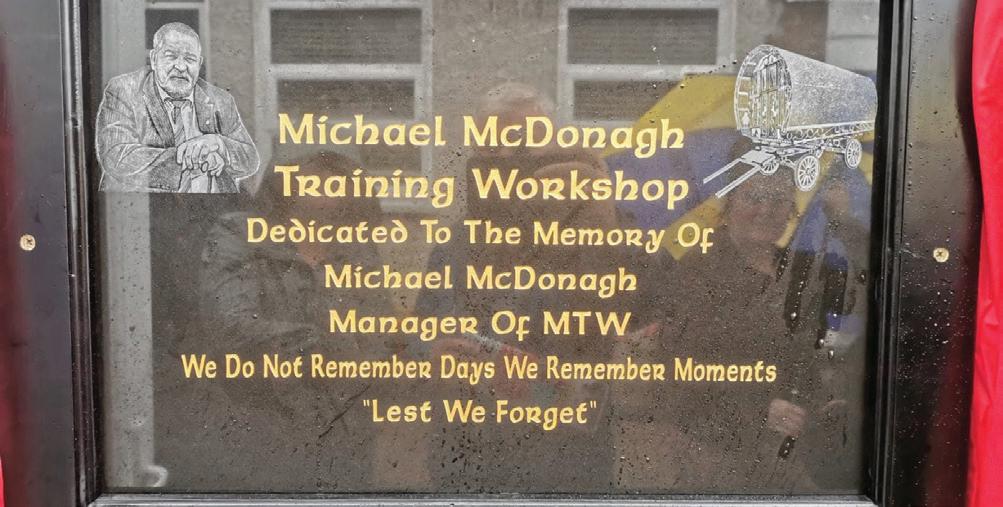 Michael McDonagh
Training Workshop
Dedicated To The Memory Of
Michael McDonagh
Manager Of MTW
We Do Not Remember Days We Remember Moments
"Lest We Forget"